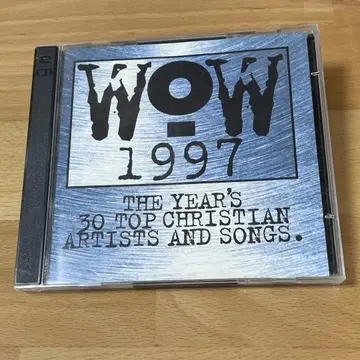 WOW
1997
THE YEAR'S
30 TOP CHRISTIAN
ARTISTS AND SONGS.